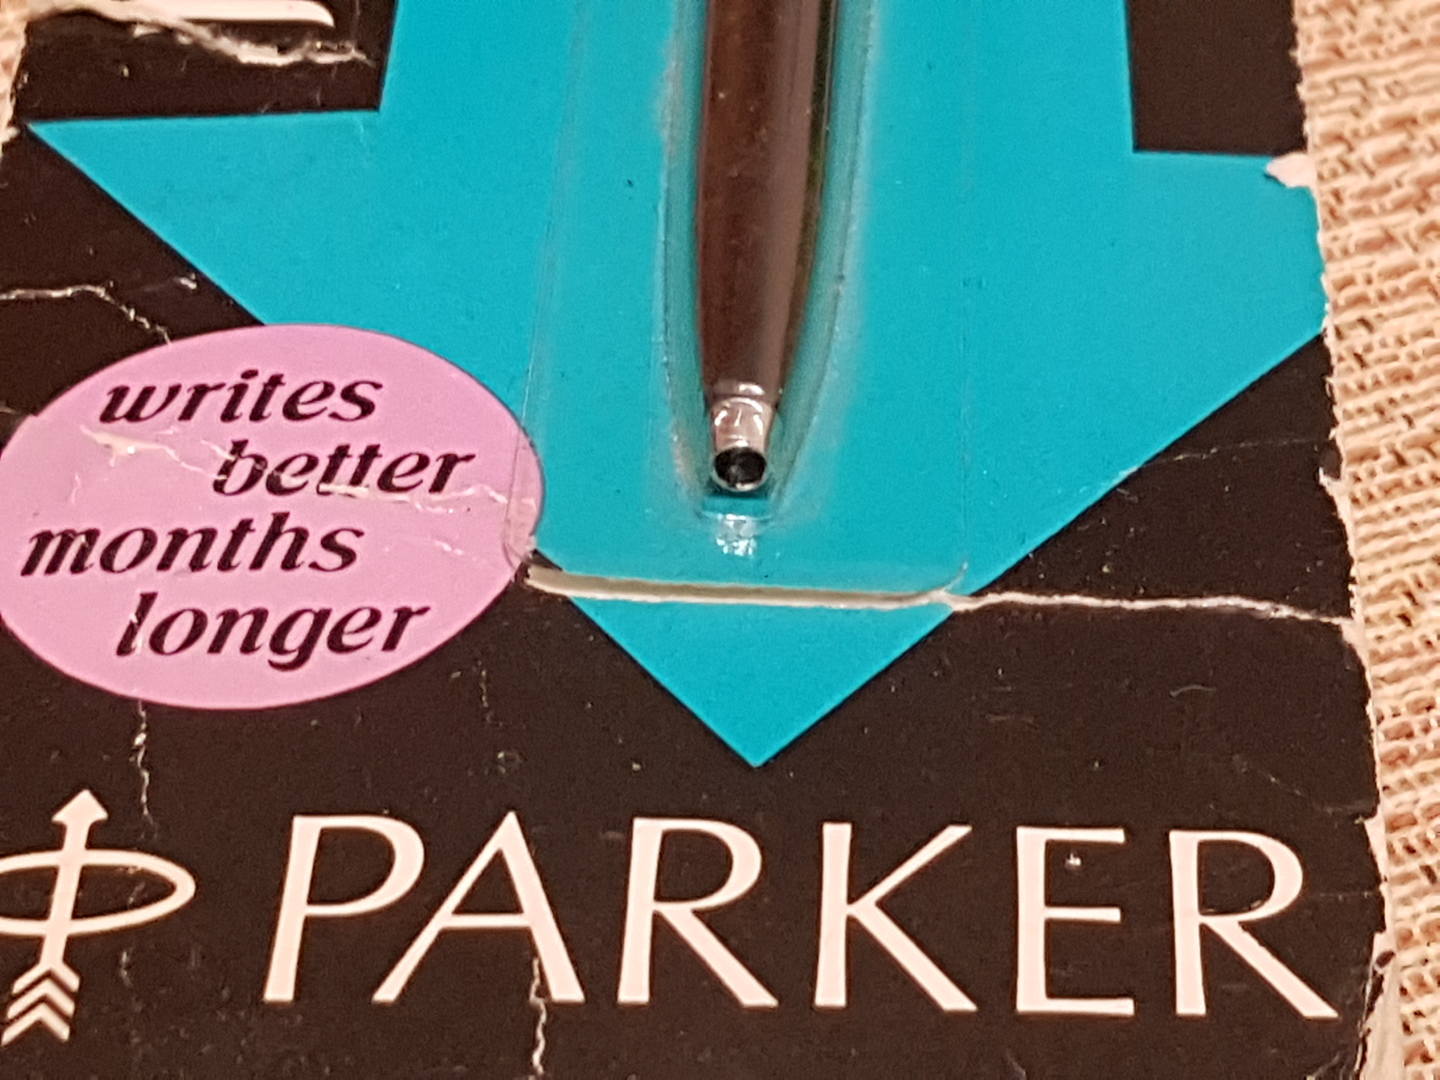 writes
better
months
longer
PARKER